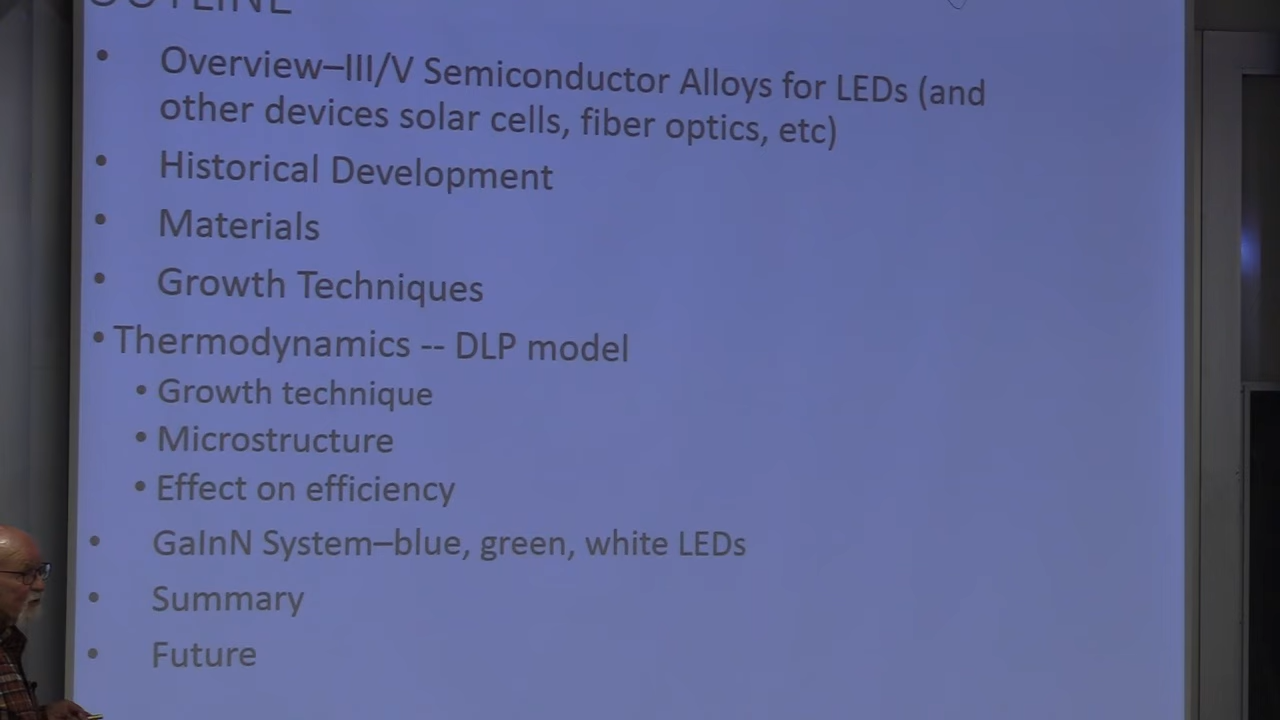 OUTLINE
• Overview–III/V Semiconductor Alloys for LEDs (and
other devices solar cells, fiber optics, etc)
• Historical Development
• Materials
• Growth Techniques
• Thermodynamics -- DLP model
• Growth technique
• Microstructure
• Effect on efficiency
• GaInN System–blue, green, white LEDs
• Summary
• Future